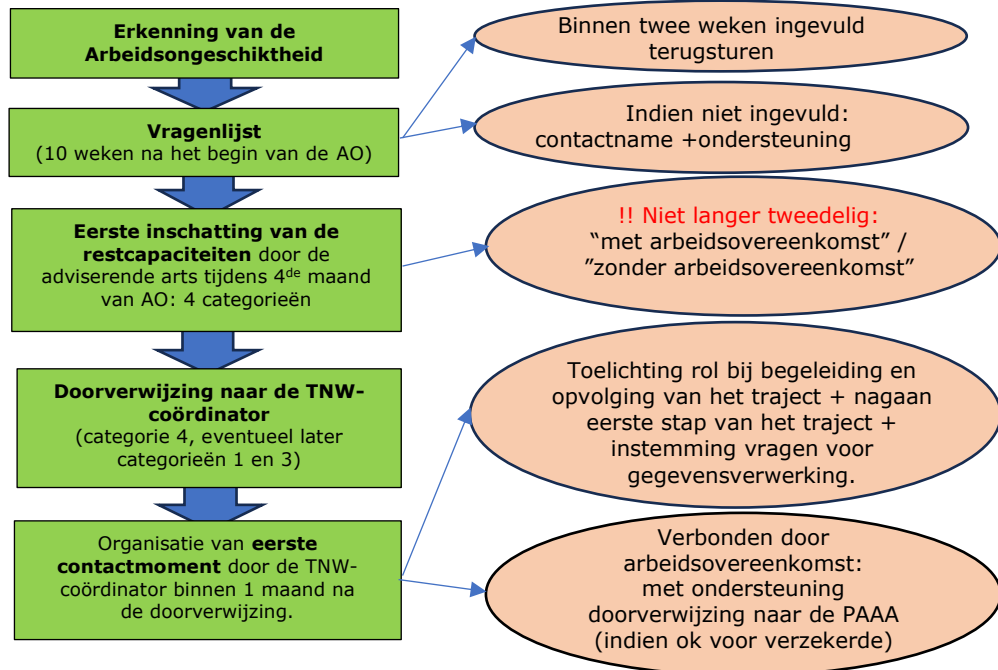 Erkenning van de
Arbeidsongeschiktheid
Binnen twee weken ingevuld
terugsturen
Vragenlijst
(10 weken na het begin van de AO)
Indien niet ingevuld:
contactname +ondersteuning
Eerste inschatting van de
restcapaciteiten door de
adviserende arts tijdens 4de maand
van AO: 4 categorieën
!! Niet langer tweedelig:
“met arbeidsovereenkomst” /
”zonder arbeidsovereenkomst”
Doorverwijzing naar de TNW-
coördinator
(categorie 4, eventueel later
categorieën 1 en 3)
Toelichting rol bij begeleiding en
opvolging van het traject + nagaan
eerste stap van het traject +
instemming vragen voor
gegevensverwerking.
Organisatie van eerste
contactmoment door de TNW-
coördinator binnen 1 maand na
de doorverwijzing.
Verbonden door
arbeidsovereenkomst:
met ondersteuning
doorverwijzing naar de PAAA
(indien ok voor verzekerde)